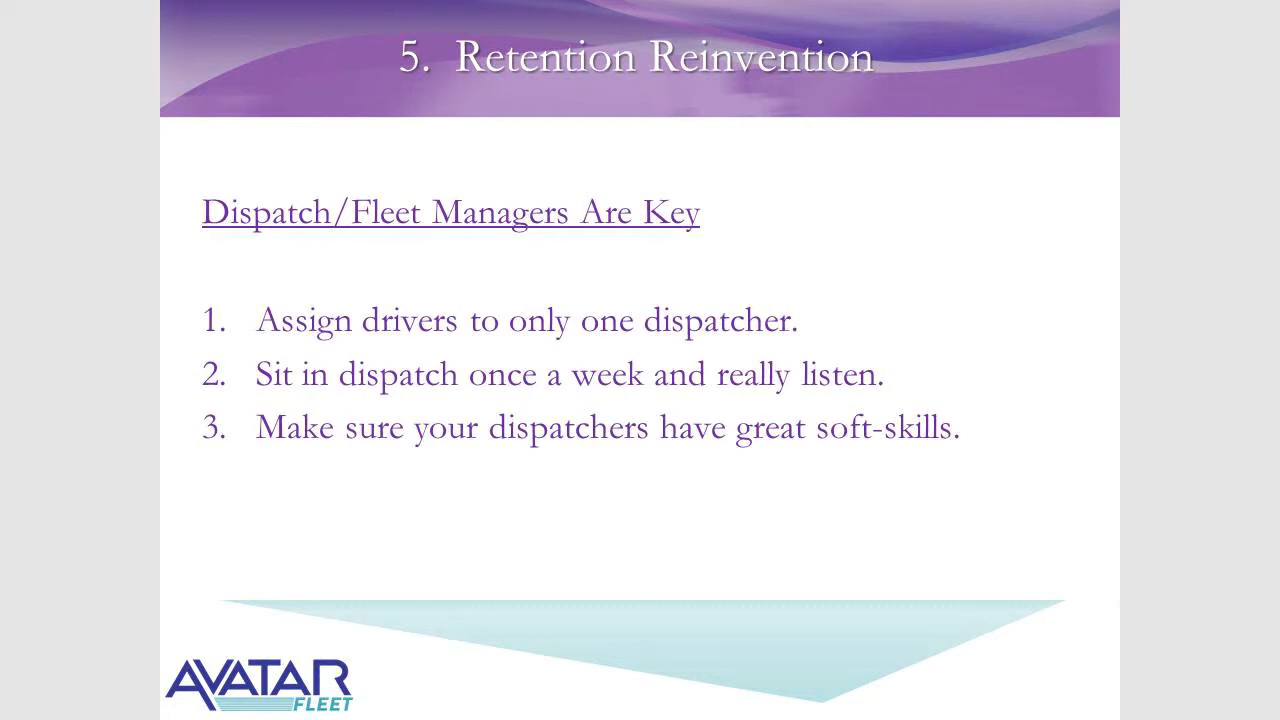 5. Retention Reinvention
Dispatch/Fleet Managers Are Key
1. Assign drivers to only one dispatcher.
2. Sit in dispatch once a week and really listen.
3. Make sure your dispatchers have great soft-skills.
AVATAR
FLEET